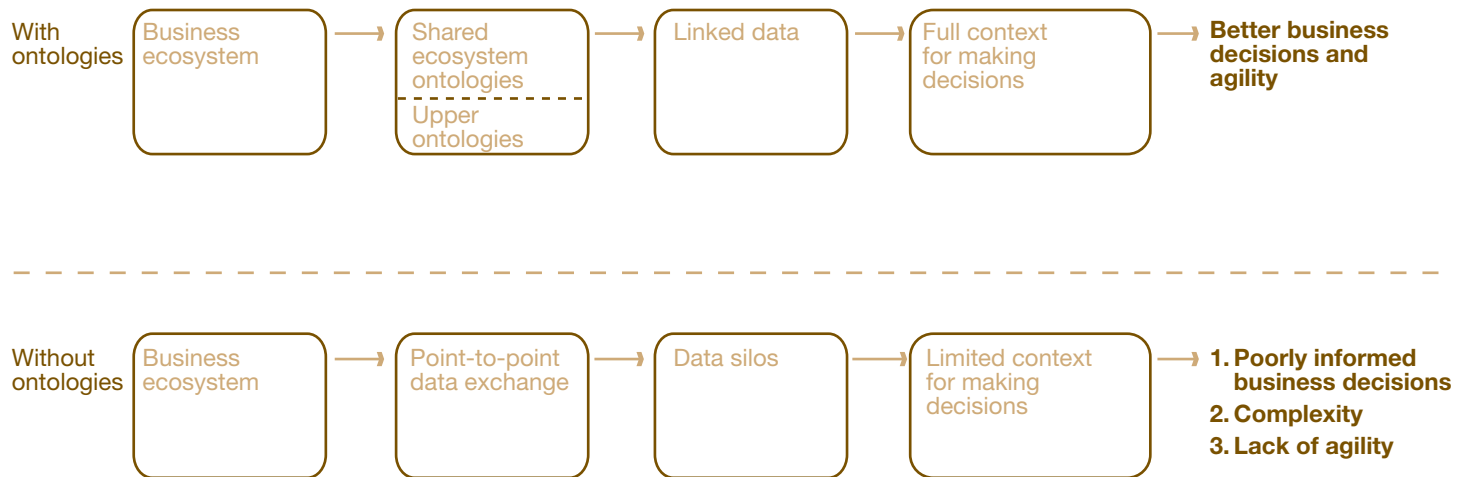 With
ontologies
Business
ecosystem
Shared
ecosystem
ontologies
Upper
ontologies
Linked data
Full context
for making
decisions
Better business
decisions and
agility
Without
ontologies
Business
ecosystem
Point-to-point
data exchange
Data silos
Limited context
for making
decisions
1. Poorly informed
business decisions
2. Complexity
3. Lack of agility